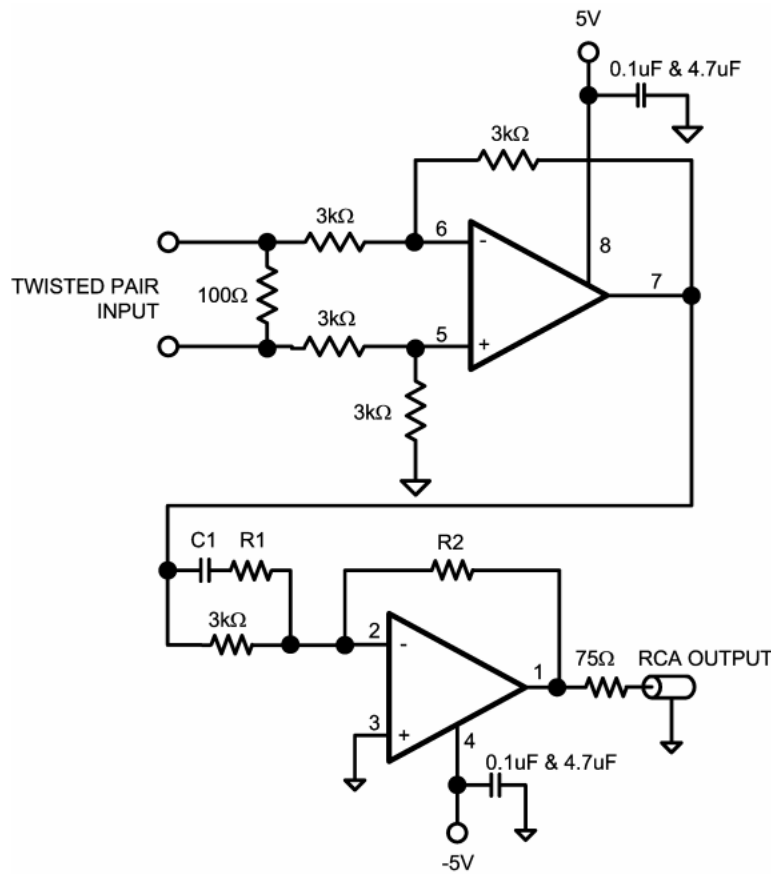 5V
0.1uF & 4.7uF
3kΩ
3kΩ
6
-
8
TWISTED PAIR
INPUT
100Ω
7
3kΩ
5
+
3kΩ
C1
R1
R2
3kΩ
2
-
1
75Ω
RCA OUTPUT
3
+
4
0.1uF & 4.7uF
-5V